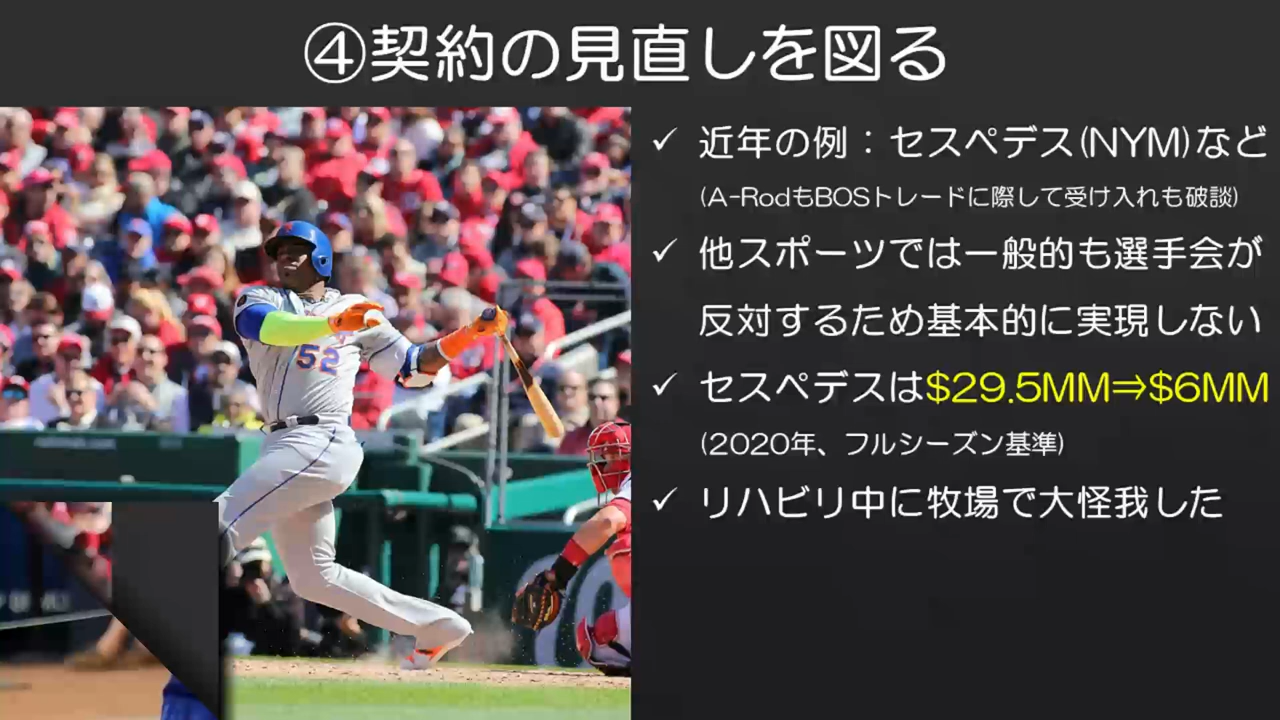 ④契約の見直しを図る
✓ 近年の例：セスペデス(NYM)など
(A-RodもBOSトレードに際して受け入れも破談)
✓ 他スポーツでは一般的も選手会が
反対するため基本的に実現しない
✓ セスペデスは$29.5MM⇒$6MM
(2020年、フルシーズン基準)
✓ リハビリ中に牧場で大怪我した
52